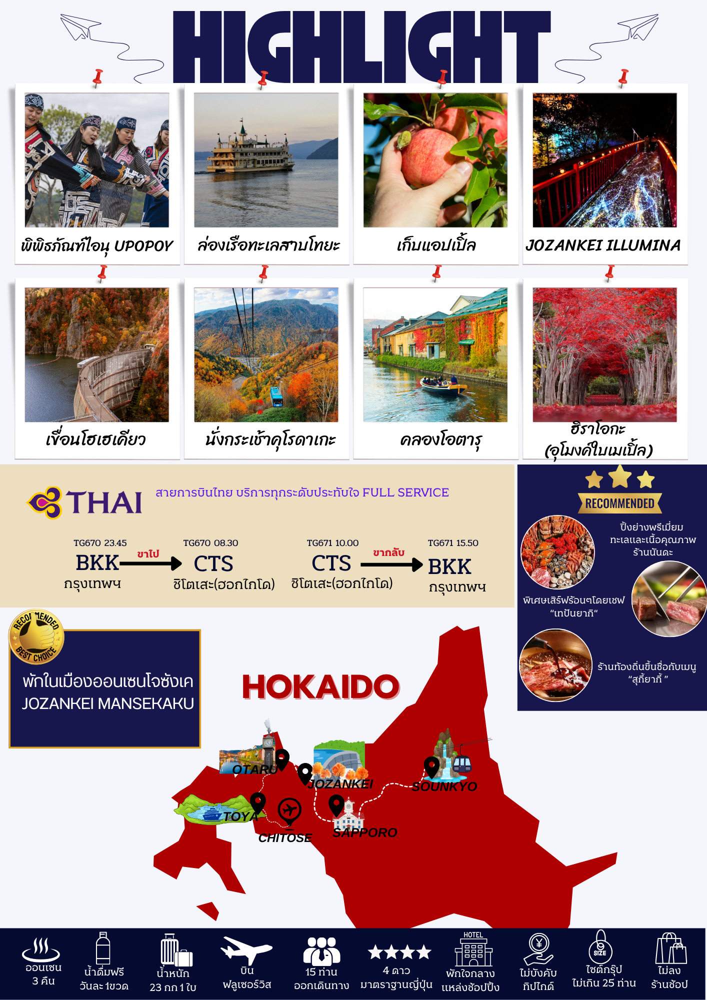 HIGHLIGHT
พิพิธภัณฑ์ไอนุ UPOPOY
ล่องเรือทะเลสาบโทยะ
เก็บแอปเปิ้ล
JOZANKEI ILLUMINA
เขื่อนโฮเฮเคียว
นั่งกระเช้าคุโรดาเกะ
คลองโอตารุ
ฮิราโอกะ
(อุโมงค์ใบเมเปิ้ล)
THAI
สายการบินไทย บริการทุกระดับประทับใจ FULL SERVICE
TG670 23.45
BKK
กรุงเทพฯ
ขาไป
TG670 08.30
CTS
ชิโตเสะ(ฮอกไกโด)
TG671 10.00
CTS
ชิโตเสะ(ฮอกไกโด)
ขากลับ
TG671 15.50
BKK
กรุงเทพฯ
RECOMMENDED
ปิ้งย่างพรีเมี่ยม
ทะเลและเนื้อคุณภาพ
ร้านนันดะ
พิเศษเสิร์ฟร้อนๆโดยเชฟ
“เทปันยากิ“
ร้านท้องถิ่นขึ้นชื่อกับเมนู
“สุกี้ยากี้ ”
RECOMMENDED
BEST CHOICE
พักในเมืองออนเซนโจซังเค
JOZANKEI MANSEKAKU
HOKAIDO
OTARU
JOZANKEI
SOUNKYO
TOYA
CHITOSE
SAPPORO
ออนเซน
3 คืน
น้ำดื่มฟรี
วันละ 1ขวด
น้ำหนัก
23 กก 1 ใบ
บิน
ฟลูเซอร์วิส
15 ท่าน
ออกเดินทาง
4 ดาว
มาตราฐานญี่ปุ่น
HOTEL
พักใจกลาง
แหล่งช้อปปิ้ง
ไม่บังคับ
ทิปไกด์
SIZE
ไซต์กรุ๊ป
ไม่เกิน 25 ท่าน
ไม่ลง
ร้านช้อป